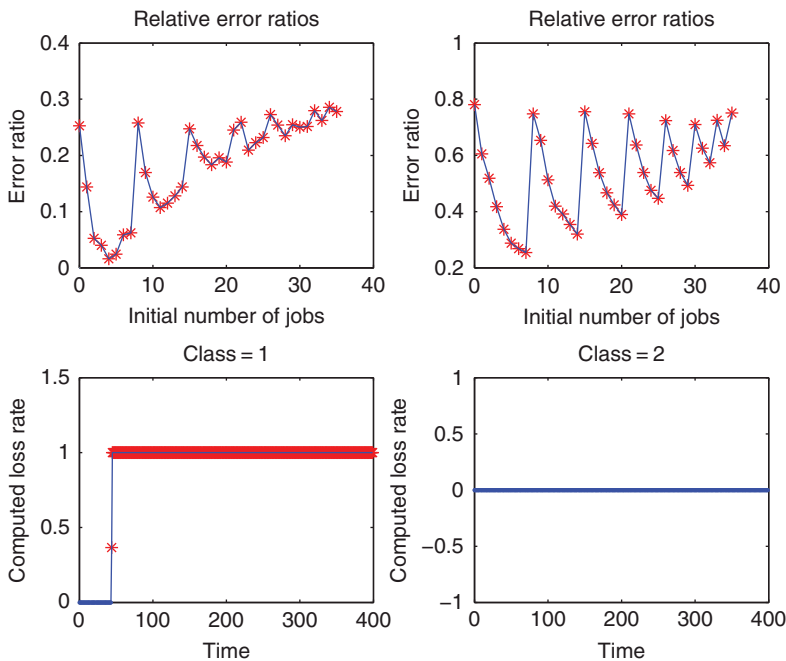 Relative error ratios
0.4
0.3
0.2
0.1
0
Error ratio
0 10 20 30 40
Initial number of jobs
Relative error ratios
1
0.8
0.6
0.4
0.2
Error ratio
0 10 20 30 40
Initial number of jobs
Class = 1
1.5
1
0.5
0
Computed loss rate
0 100 200 300 400
Time
Class = 2
1
0.5
0
−0.5
−1
Computed loss rate
0 100 200 300 400
Time